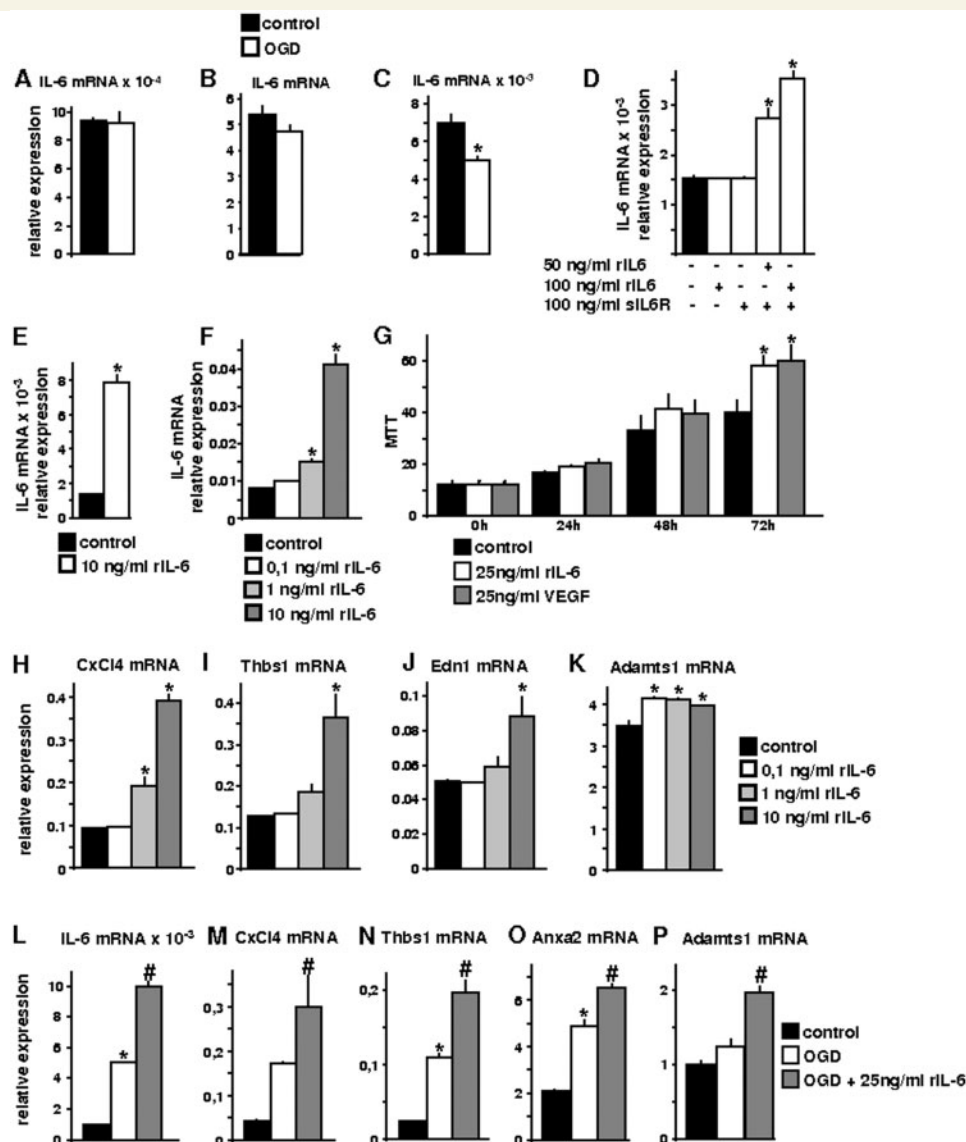 control
OGD
A IL-6 mRNA x 10⁻⁴
B IL-6 mRNA
C IL-6 mRNA x 10⁻³
D
relative expression
10
8
6
4
2
0
6
5
4
3
2
1
0
8
7
6
5
4
3
2
1
0
*
IL-6 mRNA x 10⁻³
relative expression
3
2
1
* *
50 ng/ml rIL6 - - - + -
100 ng/ml rIL6 - + - - +
100 ng/ml sIL6R - - + + +
E
IL-6 mRNA x 10⁻³
relative expression
8
6
4
2
0
*
control
10 ng/ml rIL-6
F
IL-6 mRNA
relative expression
0.04
0.03
0.02
0.01
0
* *
control
0,1 ng/ml rIL-6
1 ng/ml rIL-6
10 ng/ml rIL-6
G
MTT
60
40
20
0
* *
0h 24h 48h 72h
control
25ng/ml rIL-6
25ng/ml VEGF
H CxCl4 mRNA
I Thbs1 mRNA
J Edn1 mRNA
K Adamts1 mRNA
relative expression
0.4
0.3
0.2
0.1
0
* *
0.4
0.3
0.2
0.1
0
*
0.1
0.08
0.06
0.04
0.02
0
*
4
3
2
1
0
* * *
control
0,1 ng/ml rIL-6
1 ng/ml rIL-6
10 ng/ml rIL-6
L IL-6 mRNA x 10⁻³
M CxCl4 mRNA
N Thbs1 mRNA
O Anxa2 mRNA
P Adamts1 mRNA
relative expression
10
8
6
4
2
0
* #
0,4
0,3
0,2
0,1
0
#
0,2
0,1
0
* #
6
4
2
0
* #
2
1
0
#
control
OGD
OGD + 25ng/ml rIL-6